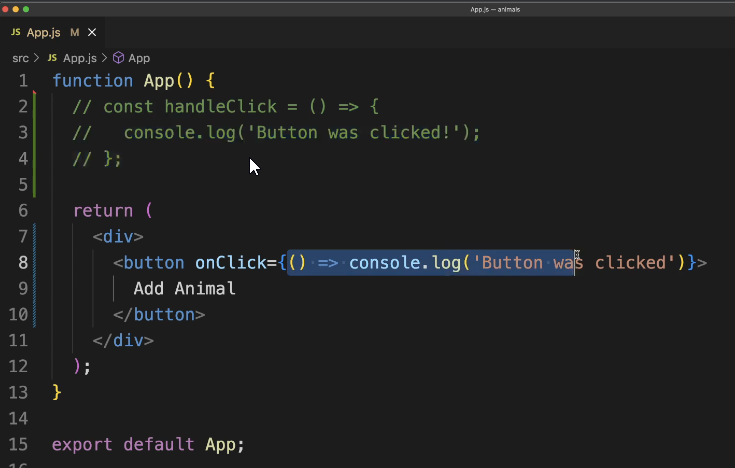 App.js — animals
JS App.js M ×
src > JS App.js > App
1 function App() {
2 // const handleClick = () => {
3 //   console.log('Button was clicked!');
4 // };
5
6 return (
7 <div>
8 <button onClick={() => console.log('Button was clicked')}>
9 Add Animal
10 </button>
11 </div>
12 );
13 }
14
15 export default App;
16